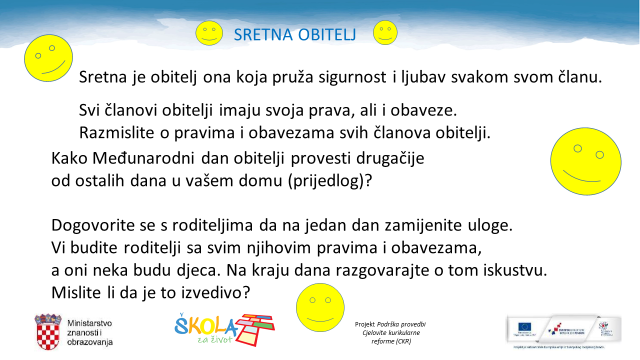 SRETNA OBITELJ
Sretna je obitelj ona koja pruža sigurnost i ljubav svakom svom članu.
Svi članovi obitelji imaju svoja prava, ali i obaveze.
Razmislite o pravima i obavezama svih članova obitelji.
Kako Međunarodni dan obitelji provesti drugačije
od ostalih dana u vašem domu (prijedlog)?
Dogovorite se s roditeljima da na jedan dan zamijenite uloge.
Vi budite roditelji sa svim njihovim pravima i obavezama,
a oni neka budu djeca. Na kraju dana razgovarajte o tom iskustvu.
Mislite li da je to izvedivo?
Ministarstvo
znanosti i
obrazovanja
ŠKOLA
za život
Projekt Podrška provedbi
Cjelovite kurikularne
reforme (CKR)